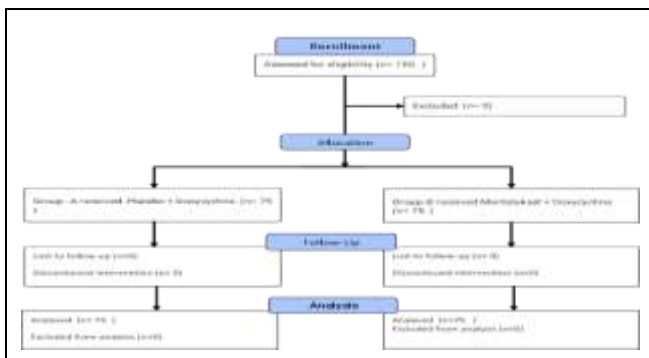 Enrollment
Assessed for eligibility (n= 150 )
Excluded (n= 0)
Allocation
Group A received + Doxycycline (n= 75
)
Group B received Montelukast + Doxycycline
(n= 75 )
Follow-Up
Lost to follow-up (n=0)
Discontinued intervention (n= 0)
Lost to follow-up (n= 0)
Discontinued intervention (n=0)
Analysis
Analysed (n= 75 )
Excluded from analysis (n=0)
Analysed (n=75 )
Excluded from analysis (n=0)